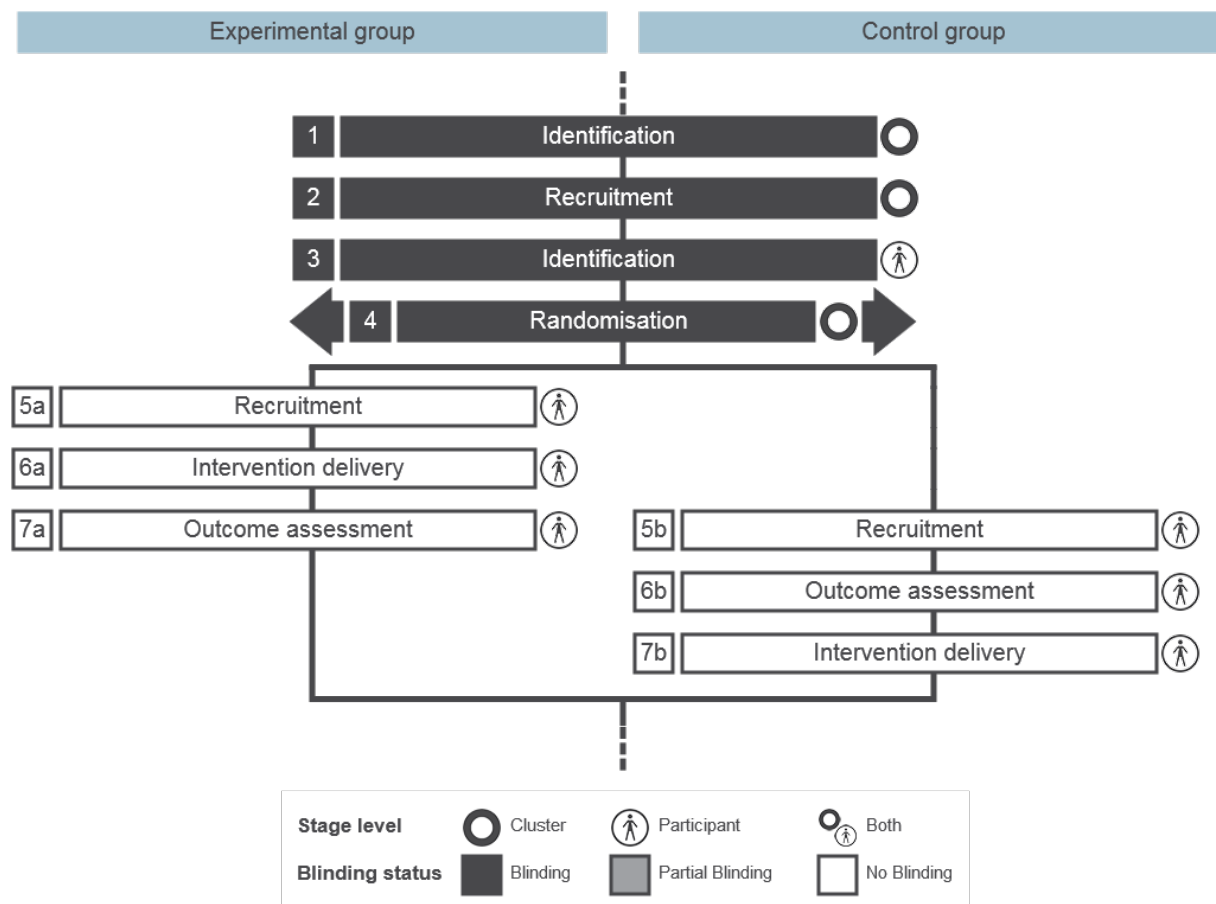 Experimental group
Control group
1 Identification
2 Recruitment
3 Identification
4 Randomisation
5a Recruitment
6a Intervention delivery
7a Outcome assessment
5b Recruitment
6b Outcome assessment
7b Intervention delivery
Stage level Cluster Participant Both
Blinding status Blinding Partial Blinding No Blinding